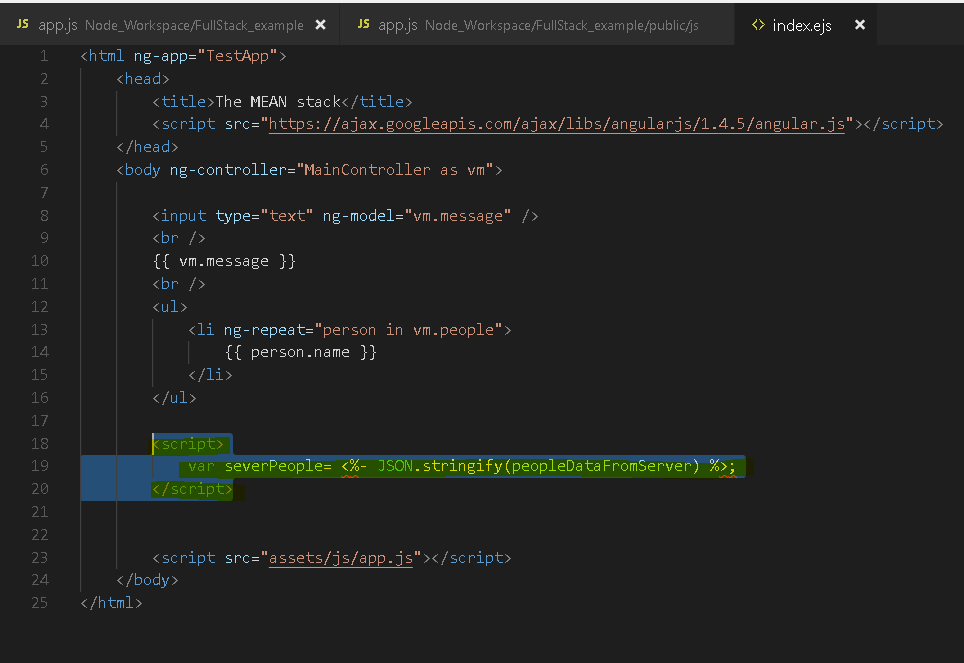 JS app.js Node_Workspace/FullStack_example × JS app.js Node_Workspace/FullStack_example/public/js <> index.ejs ×
1 <html ng-app="TestApp">
2 <head>
3 <title>The MEAN stack</title>
4 <script src="https://ajax.googleapis.com/ajax/libs/angularjs/1.4.5/angular.js"></script>
5 </head>
6 <body ng-controller="MainController as vm">
7
8 <input type="text" ng-model="vm.message" />
9 <br />
10 {{ vm.message }}
11 <br />
12 <ul>
13 <li ng-repeat="person in vm.people">
14 {{ person.name }}
15 </li>
16 </ul>
17
18 <script>
19 var severPeople= <%- JSON.stringify(peopleDataFromServer) %>;
20 </script>
21
22
23 <script src="assets/js/app.js"></script>
24 </body>
25 </html>